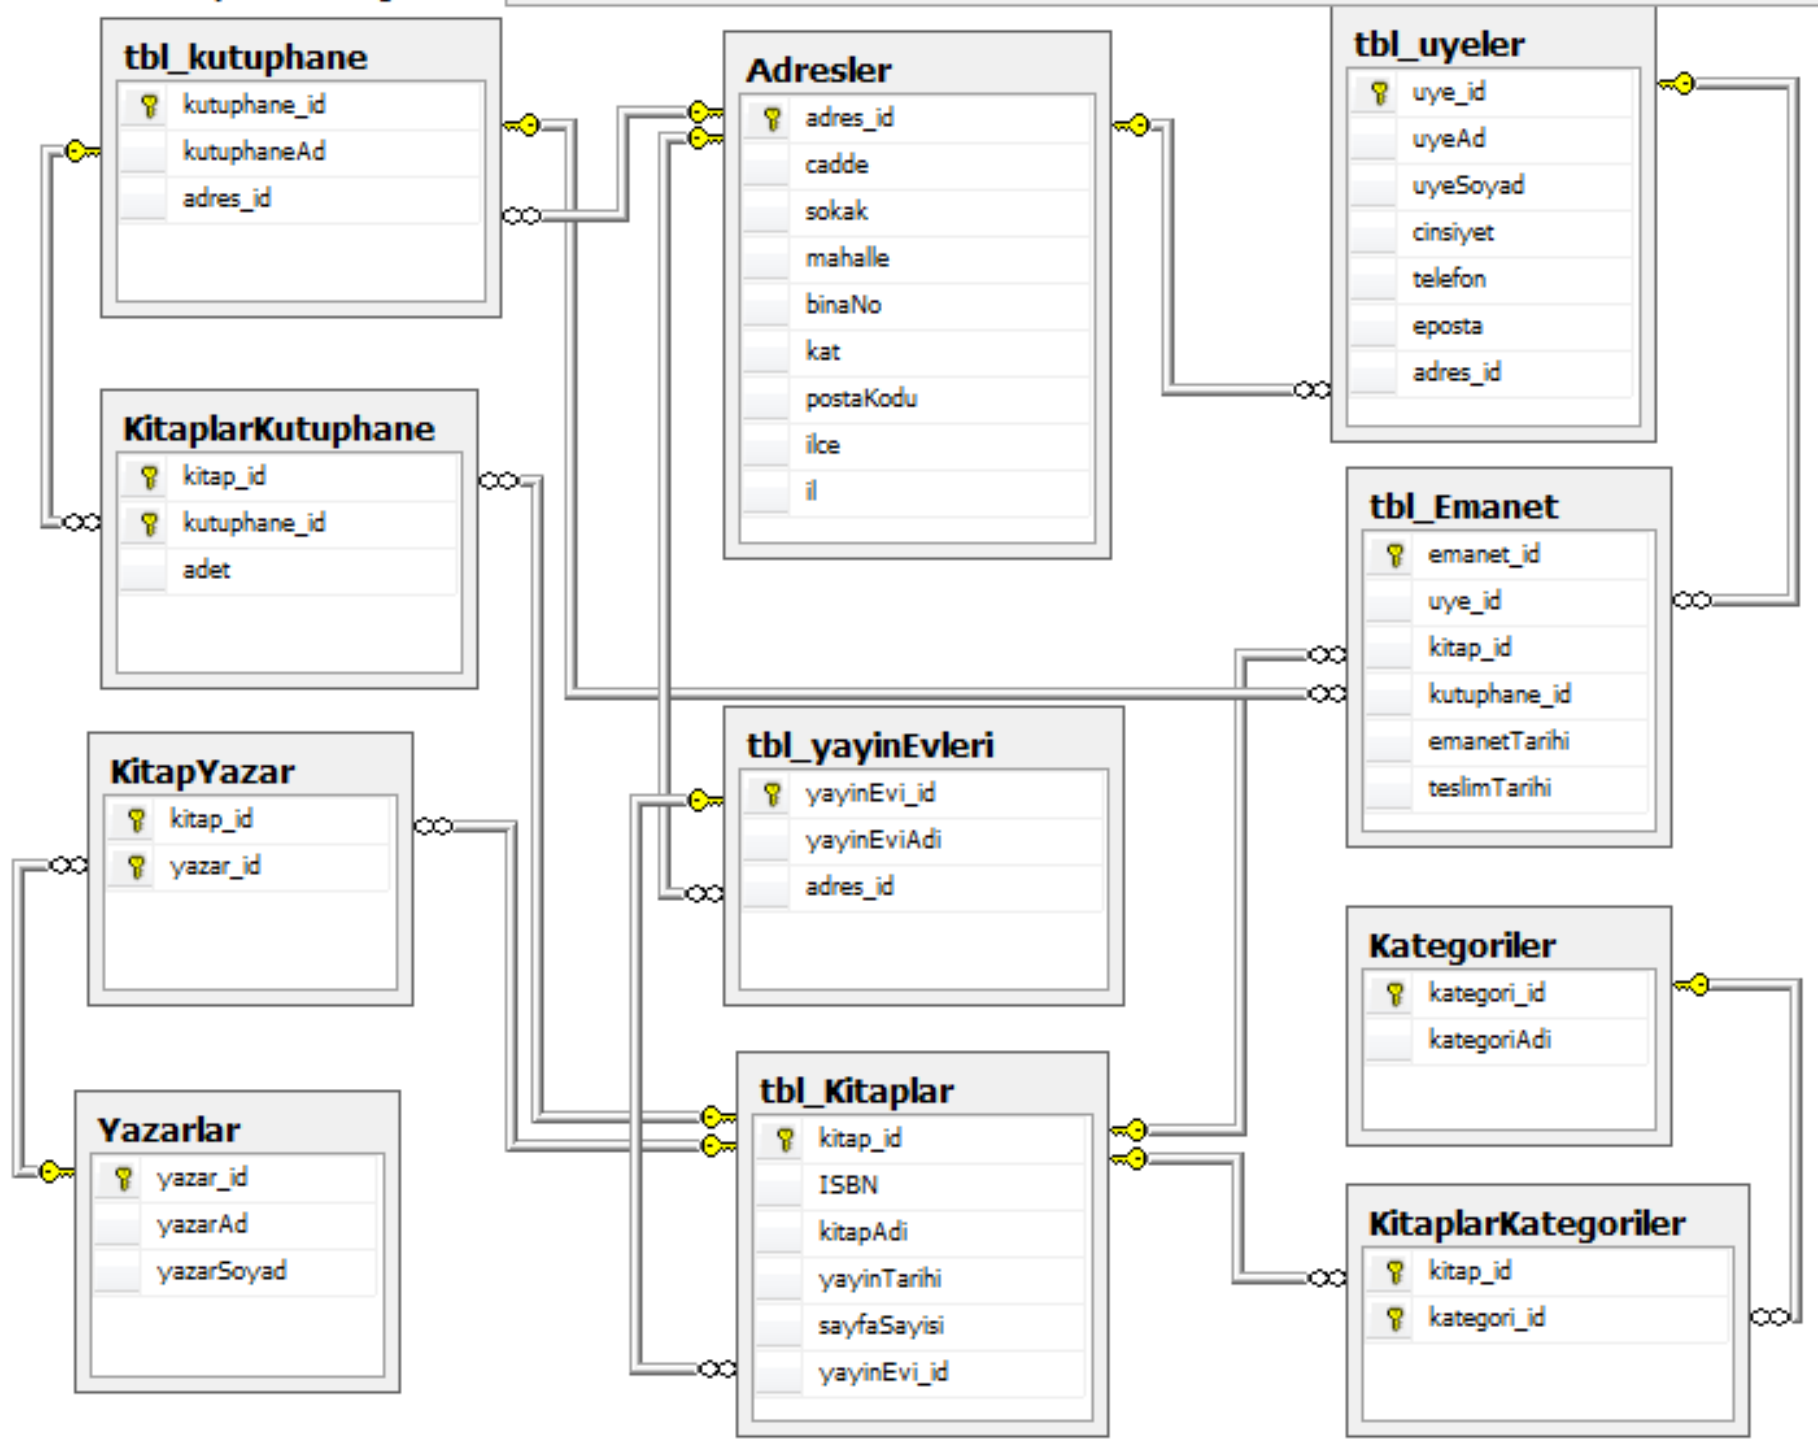 tbl_kutuphane
kutuphane_id
kutuphaneAd
adres_id
Adresler
adres_id
cadde
sokak
mahalle
binaNo
kat
postaKodu
ilce
il
tbl_uyeler
uye_id
uyeAd
uyeSoyad
cinsiyet
telefon
eposta
adres_id
KitaplarKutuphane
kitap_id
kutuphane_id
adet
tbl_Emanet
emanet_id
uye_id
kitap_id
kutuphane_id
emanetTarihi
teslimTarihi
KitapYazar
kitap_id
yazar_id
tbl_yayinEvleri
yayinEvi_id
yayinEviAdi
adres_id
Kategoriler
kategori_id
kategoriAdi
Yazarlar
yazar_id
yazarAd
yazarSoyad
tbl_Kitaplar
kitap_id
ISBN
kitapAdi
yayinTarihi
sayfaSayisi
yayinEvi_id
KitaplarKategoriler
kitap_id
kategori_id